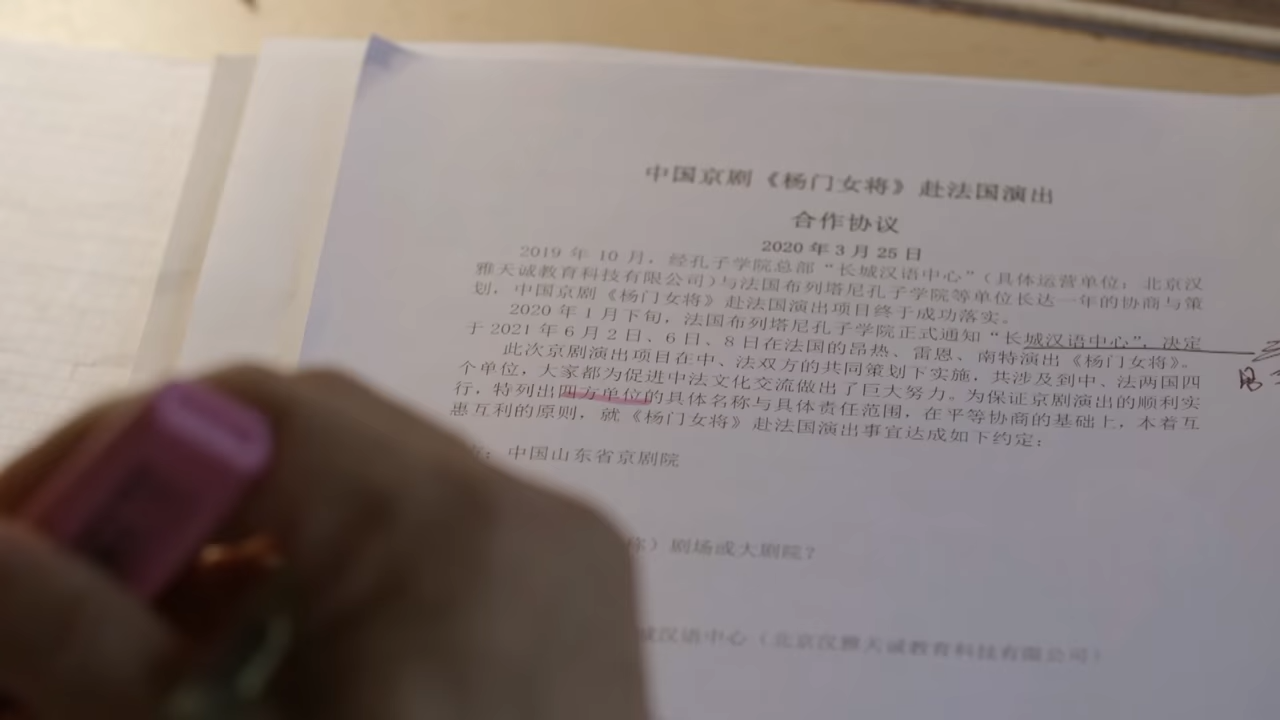 中国京剧《杨门女将》赴法国演出
合作协议
2020 年 3 月 25 日
2019 年 10 月，经孔子学院总部“长城汉语中心”（具体运营单位：北京汉
雅天诚教育科技有限公司）与法国布列塔尼孔子学院等单位长达一年的协商与策
划，中国京剧《杨门女将》赴法国演出项目终于成功落实。
2020 年 1 月下旬，法国布列塔尼孔子学院正式通知“长城汉语中心”，决定
于 2021 年 6 月 2 日、6 日、8 日在法国的昂热、雷恩、南特演出《杨门女将》。
此次京剧演出项目在中、法双方的共同策划下实施，共涉及到中、法两国四
个单位，大家都为促进中法文化交流做出了巨大努力。为保证京剧演出的顺利实
行，特列出四方单位的具体名称与具体责任范围，在平等协商的基础上，本着互
惠互利的原则，就《杨门女将》赴法国演出事宜达成如下约定：
：中国山东省京剧院
称）剧场或大剧院？
城汉语中心（北京汉雅天诚教育科技有限公司）